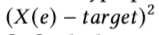 (X(e) – target)²